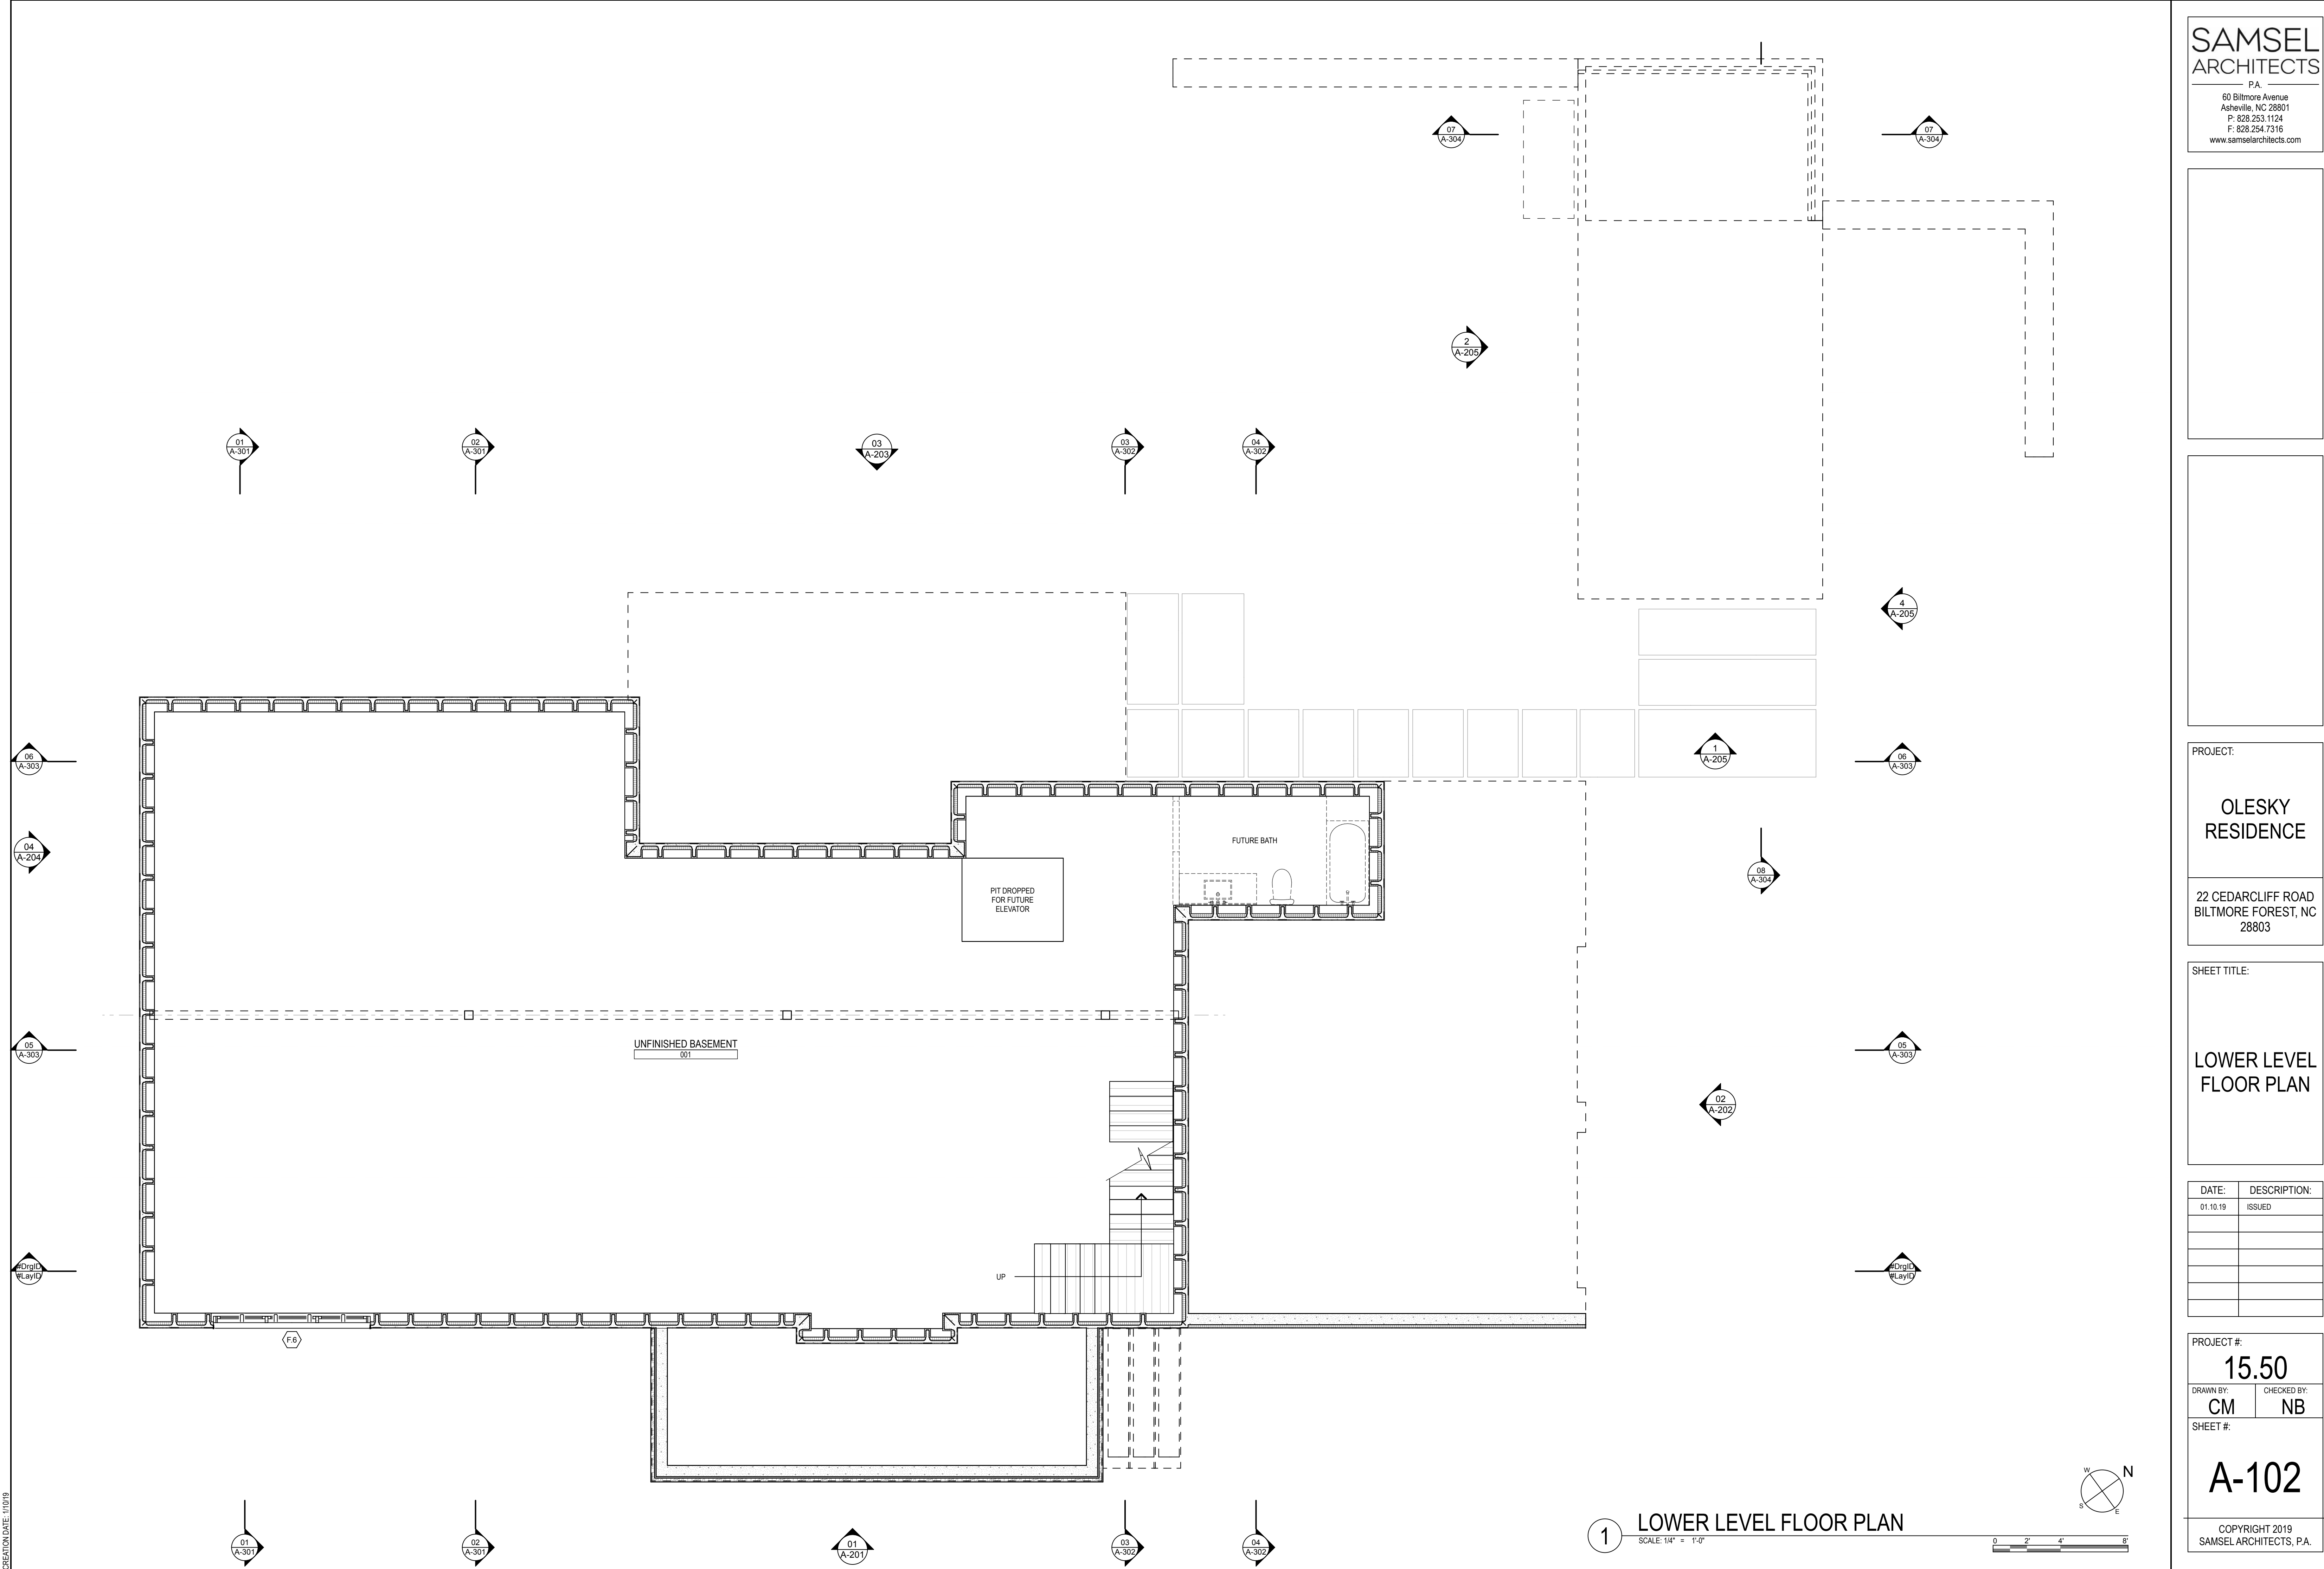 SAMSEL
ARCHITECTS
P.A.
60 Biltmore Avenue
Asheville, NC 28801
P: 828.253.1124
F: 828.254.7316
www.samselarchitects.com
07
A-304
07
A-304
2
A-205
01
A-301
02
A-301
03
A-203
03
A-302
04
A-302
4
A-205
06
A-303
1
A-205
06
A-303
04
A-204
FUTURE BATH
08
A-304
PIT DROPPED
FOR FUTURE
ELEVATOR
UNFINISHED BASEMENT
001
05
A-303
05
A-303
02
A-202
UP
#DrgID
#LayID
#DrgID
#LayID
F.6
01
A-301
02
A-301
01
A-201
03
A-302
04
A-302
1
LOWER LEVEL FLOOR PLAN
SCALE: 1/4" = 1'-0"
0 2' 4' 8'
W
N
S
E
PROJECT:
OLESKY
RESIDENCE
22 CEDARCLIFF ROAD
BILTMORE FOREST, NC
28803
SHEET TITLE:
LOWER LEVEL
FLOOR PLAN
DATE: DESCRIPTION:
01.10.19 ISSUED
PROJECT #:
15.50
DRAWN BY: CHECKED BY:
CM NB
SHEET #:
A-102
COPYRIGHT 2019
SAMSEL ARCHITECTS, P.A.
CREATION DATE: 1/10/19